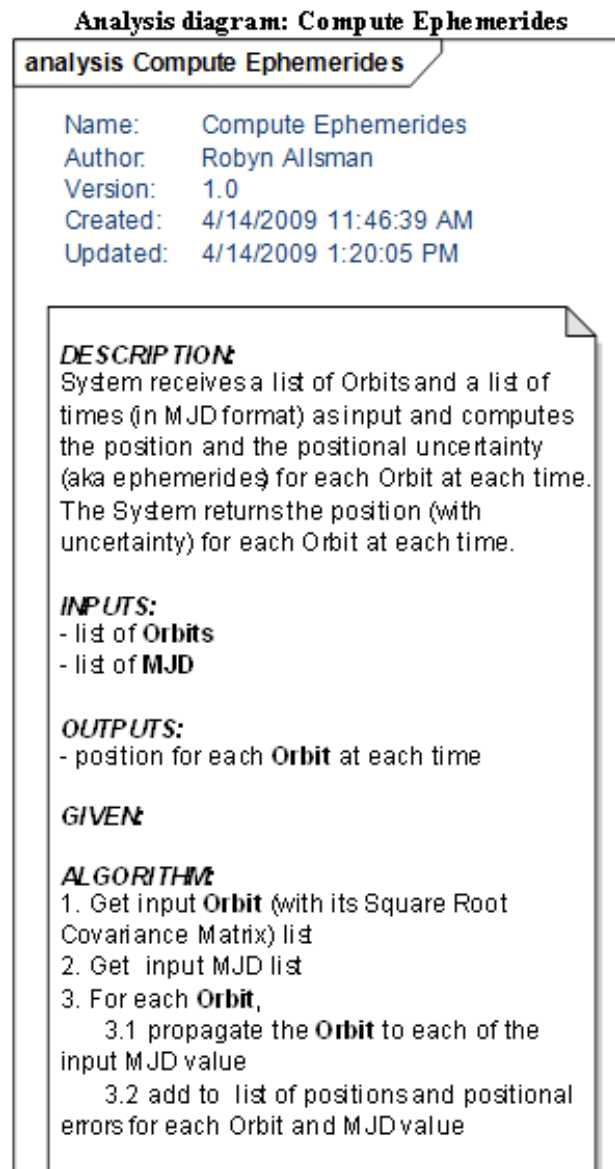 Analysis diagram: Compute Ephemerides
analysis Compute Ephemerides
Name: Compute Ephemerides
Author: Robyn Allsman
Version: 1.0
Created: 4/14/2009 11:46:39 AM
Updated: 4/14/2009 1:20:05 PM
DESCRIPTION:
System receives a list of Orbits and a list of
times (in MJD format) as input and computes
the position and the positional uncertainty
(aka ephemerides) for each Orbit at each time.
The System returns the position (with
uncertainty) for each Orbit at each time.
INPUTS:
- list of Orbits
- list of MJD
OUTPUTS:
- position for each Orbit at each time
GIVEN:
ALGORITHM:
1. Get input Orbit (with its Square Root
Covariance Matrix) list
2. Get input MJD list
3. For each Orbit,
3.1 propagate the Orbit to each of the
input MJD value
3.2 add to list of positions and positional
errors for each Orbit and MJD value